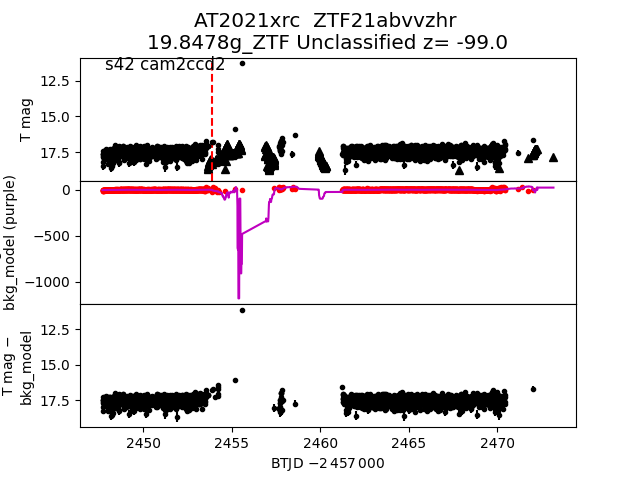 AT2021xrc  ZTF21abvvzhr
19.8478g_ZTF Unclassified z= -99.0
s42 cam2ccd2
12.5
15.0
17.5
T mag
0
−500
−1000
bkg_model (purple)
12.5
15.0
17.5
T mag −
bkg_model
2450
2455
2460
2465
2470
BTJD −2 457 000